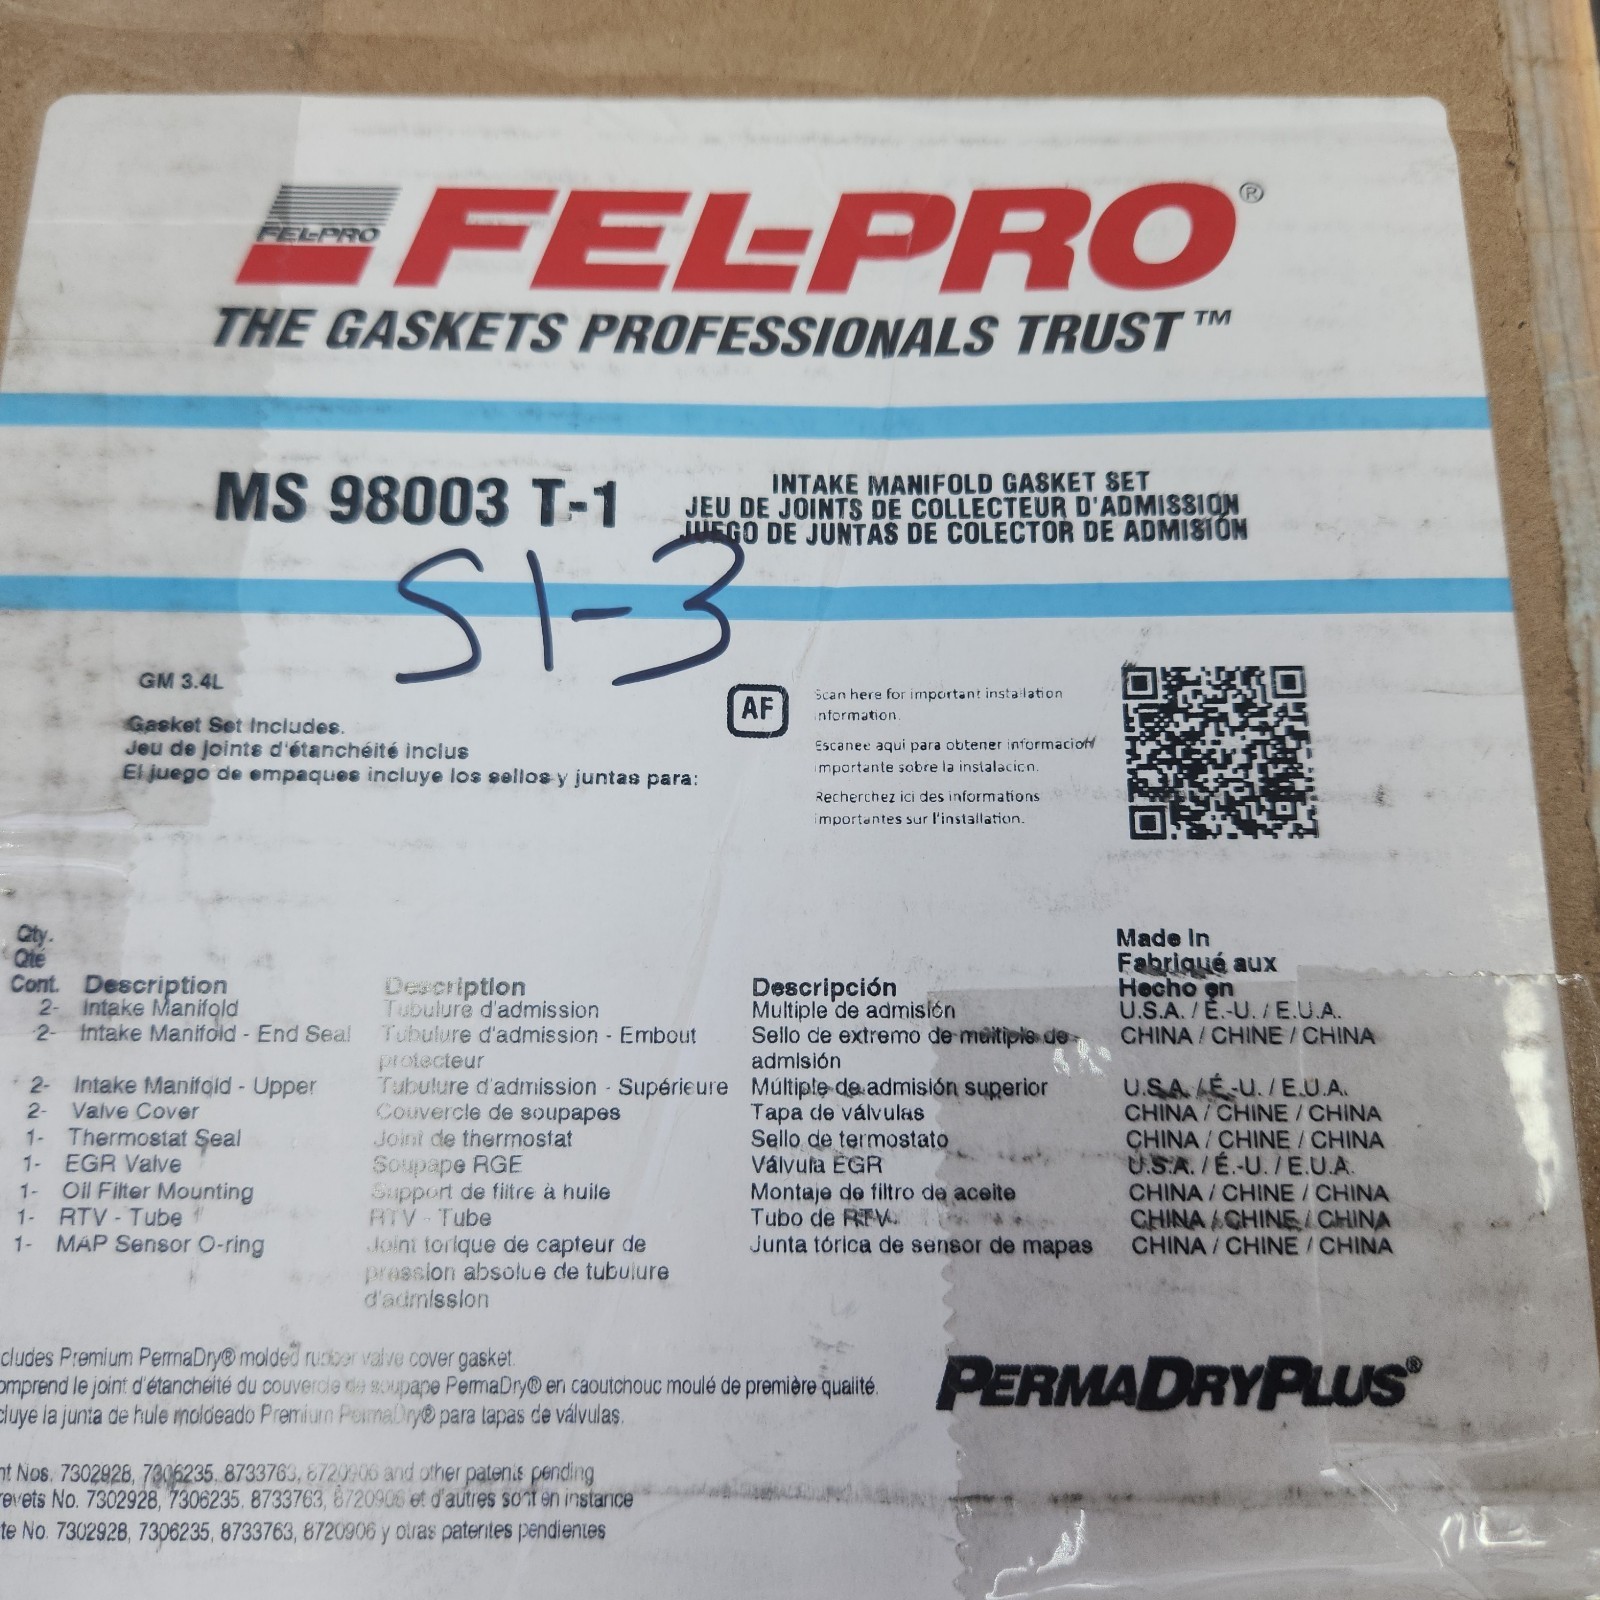 FEL-PRO
FEL-PRO®
THE GASKETS PROFESSIONALS TRUST™
MS 98003 T-1
INTAKE MANIFOLD GASKET SET
JEU DE JOINTS DE COLLECTEUR D'ADMISSION
JUEGO DE JUNTAS DE COLECTOR DE ADMISIÓN
S1-3
GM 3.4L
Gasket Set Includes.
Jeu de joints d'étanchéité inclus
El juego de empaques incluye los sellos y juntas para:
AF
Scan here for important installation
information.
Escanee aqui para obtener informacion
importante sobre la instalacion.
Recherchez ici des informations
importantes sur l'installation.
Qty.
Qté
Cont. Description Description Descripción
Made In
Fabriqué aux
Hecho en
2- Intake Manifold Tubulure d'admission Multiple de admisión U.S.A. / É.-U. / E.U.A.
2- Intake Manifold - End Seal Tubulure d'admission - Embout Sello de extremo de múltiple de CHINA / CHINE / CHINA
protecteur admisión
2- Intake Manifold - Upper Tubulure d'admission - Supérieure Múltiple de admisión superior U.S.A. / É.-U. / E.U.A.
2- Valve Cover Couvercle de soupapes Tapa de válvulas CHINA / CHINE / CHINA
1- Thermostat Seal Joint de thermostat Sello de termostato CHINA / CHINE / CHINA
1- EGR Valve Soupape RGE Válvula EGR U.S.A. / É.-U. / E.U.A.
1- Oil Filter Mounting Support de filtre à huile Montaje de filtro de aceite CHINA / CHINE / CHINA
1- RTV - Tube RTV - Tube Tubo de RTV CHINA / CHINE / CHINA
1- MAP Sensor O-ring Joint torique de capteur de Junta tórica de sensor de mapas CHINA / CHINE / CHINA
pression absolue de tubulure
d'admission
cludes Premium PermaDry® molded rubber valve cover gasket.
omprend le joint d'étanchéité du couvercle de soupape PermaDry® en caoutchouc moulé de première qualité.
cluye la junta de hule moldeado Premium PermaDry® para tapas de válvulas.
PERMADRYPLUS®
nt Nos. 7302928, 7306235, 8733763, 8720906 and other patents pending
revets No. 7302928, 7306235, 8733763, 8720906 et d'autres sont en instance
te No. 7302928, 7306235, 8733763, 8720906 y otras patentes pendientes